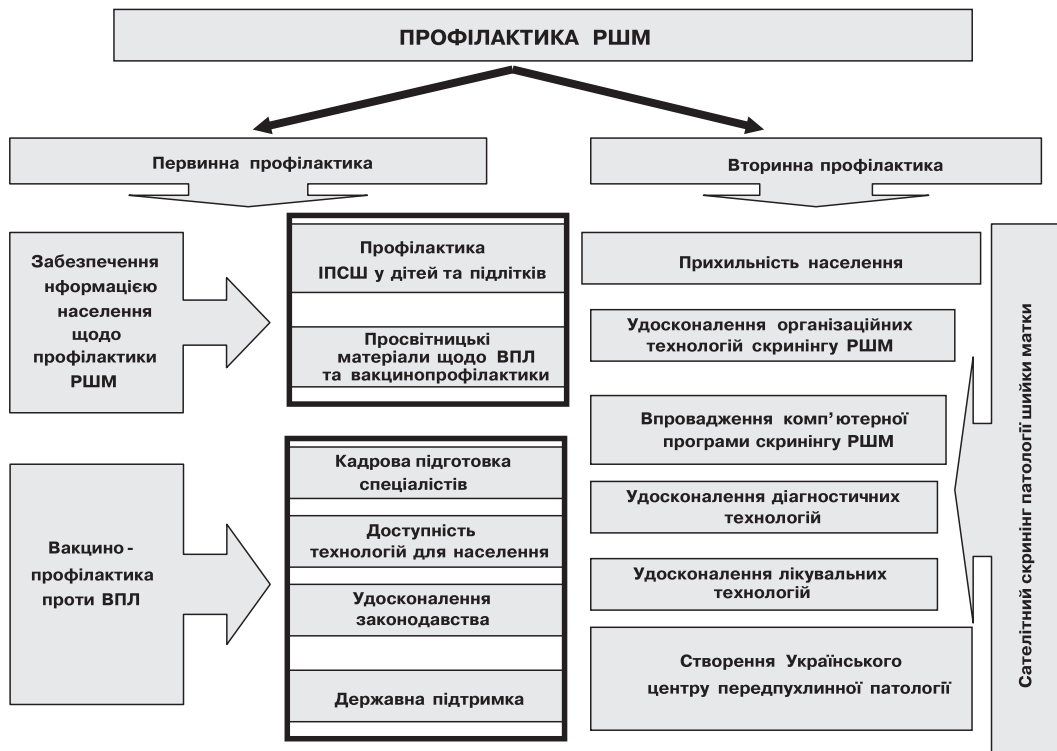 ПРОФІЛАКТИКА РШМ
Первинна профілактика
Вторинна профілактика
Забезпечення
нформацією
населення
щодо
профілактики
РШМ
Профілактика
ІПСШ у дітей та підлітків
Просвітницькі
матеріали щодо ВПЛ
та вакцинопрофілактики
Вакцино-
профілактика
проти ВПЛ
Кадрова підготовка
спеціалістів
Доступність
технологій для населення
Удосконалення
законодавства
Державна підтримка
Прихильність населення
Удосконалення організаційних
технологій скринінгу РШМ
Впровадження комп’ютерної
програми скринінгу РШМ
Удосконалення діагностичних
технологій
Удосконалення лікувальних
технологій
Створення Українського
центру передпухлинної патології
Сателітний скринінг патології шийки матки